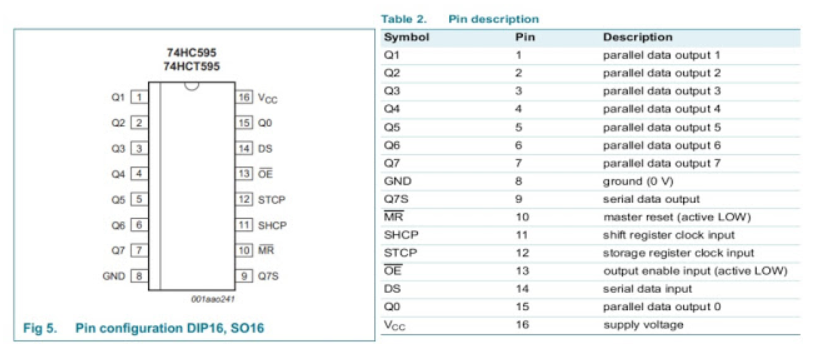 74HC595
74HCT595
Q1 1 16 VCC
Q2 2 15 Q0
Q3 3 14 DS
Q4 4 13 O̅E̅
Q5 5 12 STCP
Q6 6 11 SHCP
Q7 7 10 M̅R̅
GND 8 9 Q7S
001aao241
Fig 5. Pin configuration DIP16, SO16
Table 2. Pin description
Symbol Pin Description
Q1 1 parallel data output 1
Q2 2 parallel data output 2
Q3 3 parallel data output 3
Q4 4 parallel data output 4
Q5 5 parallel data output 5
Q6 6 parallel data output 6
Q7 7 parallel data output 7
GND 8 ground (0 V)
Q7S 9 serial data output
M̅R̅ 10 master reset (active LOW)
SHCP 11 shift register clock input
STCP 12 storage register clock input
O̅E̅ 13 output enable input (active LOW)
DS 14 serial data input
Q0 15 parallel data output 0
VCC 16 supply voltage